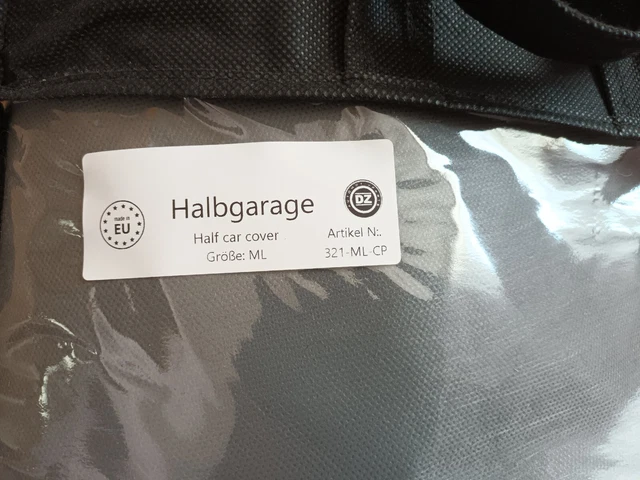 made in
EU
Halbgarage
Half car cover
Größe: ML
DZ
Artikel N:.
321-ML-CP